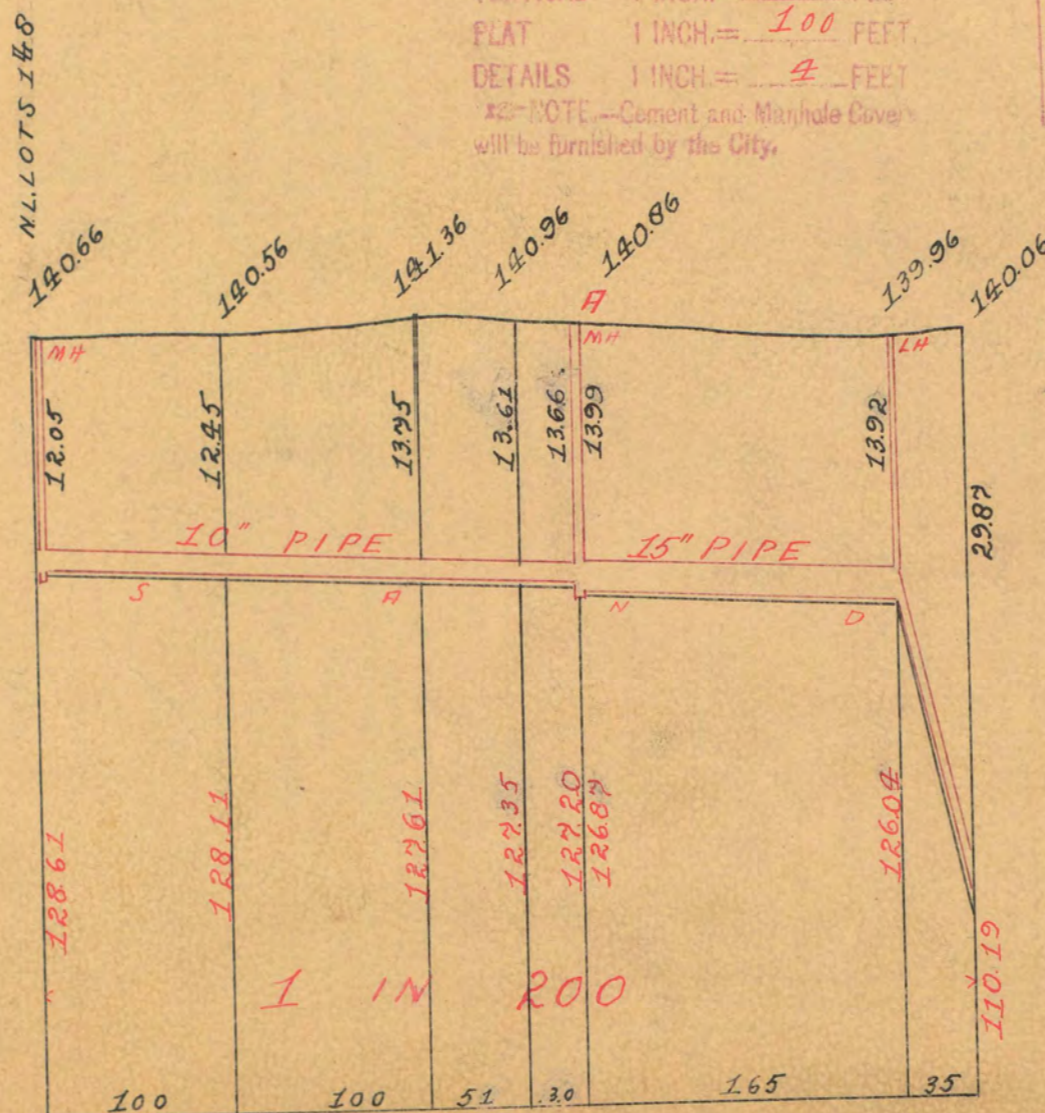 PLAT 1 INCH.= 100 FEET.
DETAILS 1 INCH.= 4 FEET
NOTE.--Cement and Manhole Covers
will be furnished by the City.
N.L. LOTS 1&8
140.66 140.56 141.36 140.96 140.86 139.96 140.06
A
MH MH LH
12.05 12.45 13.75 13.61 13.66 13.99 13.92 29.87
10" PIPE 15" PIPE
S A N D
128.61 128.11 127.61 127.35 127.20 126.87 126.04 110.19
1 IN 200
100 100 51 30 165 35